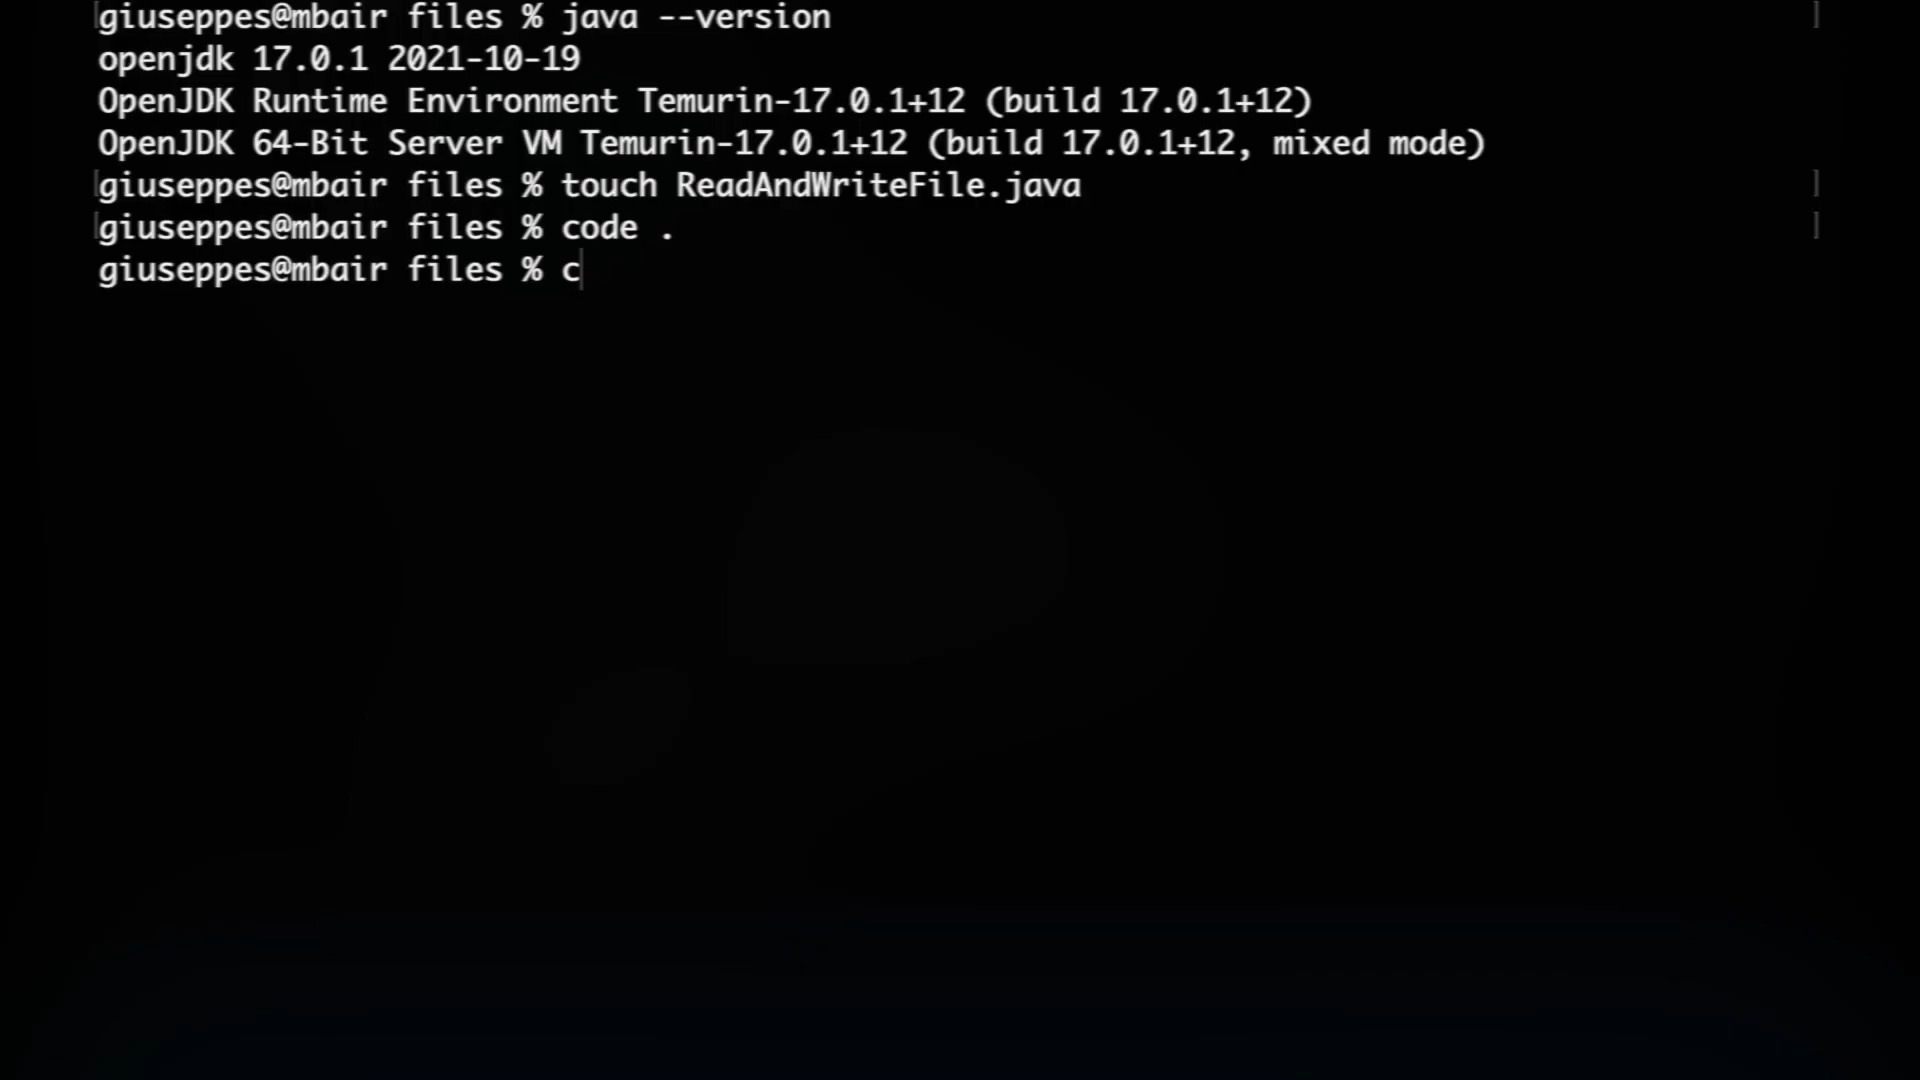 giuseppes@mbair files % java --version
openjdk 17.0.1 2021-10-19
OpenJDK Runtime Environment Temurin-17.0.1+12 (build 17.0.1+12)
OpenJDK 64-Bit Server VM Temurin-17.0.1+12 (build 17.0.1+12, mixed mode)
giuseppes@mbair files % touch ReadAndWriteFile.java
giuseppes@mbair files % code .
giuseppes@mbair files % c